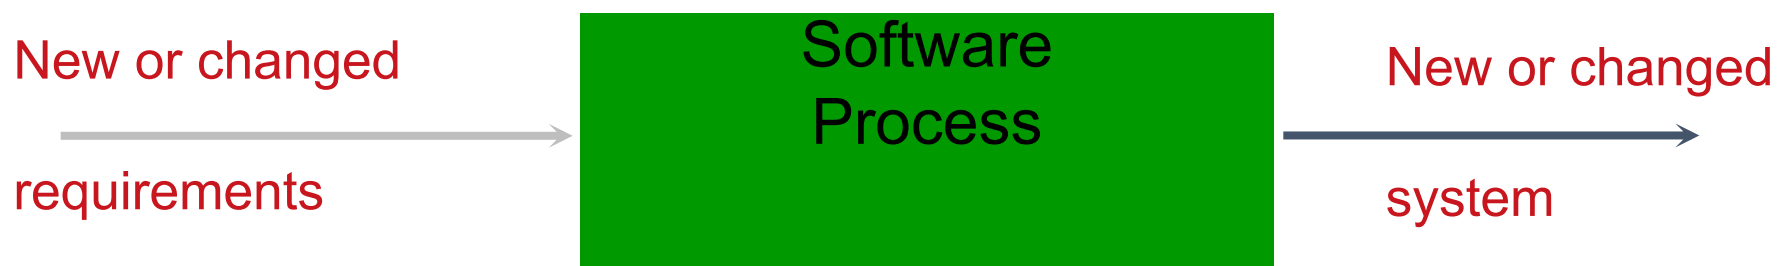 New or changed
requirements
Software
Process
New or changed
system